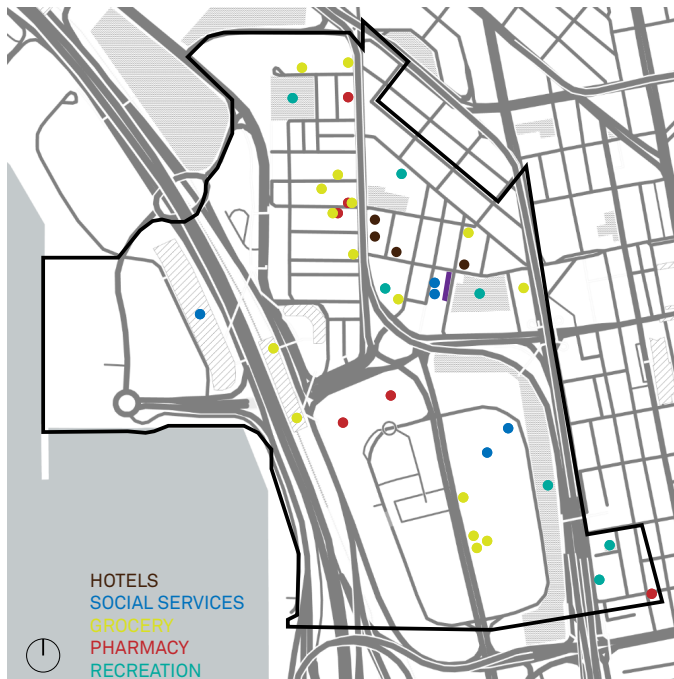 HOTELS
SOCIAL SERVICES
GROCERY
PHARMACY
RECREATION